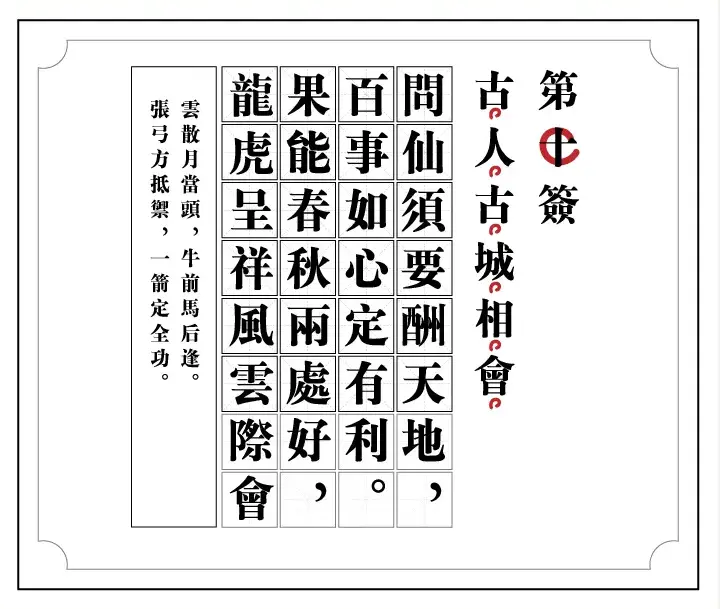 第十簽
古人古城相會
問仙須要酬天地，
百事如心定有利。
果能春秋兩處好，
龍虎呈祥風雲際會
雲散月當頭，牛前馬后逢。
張弓方抵禦，一箭定全功。